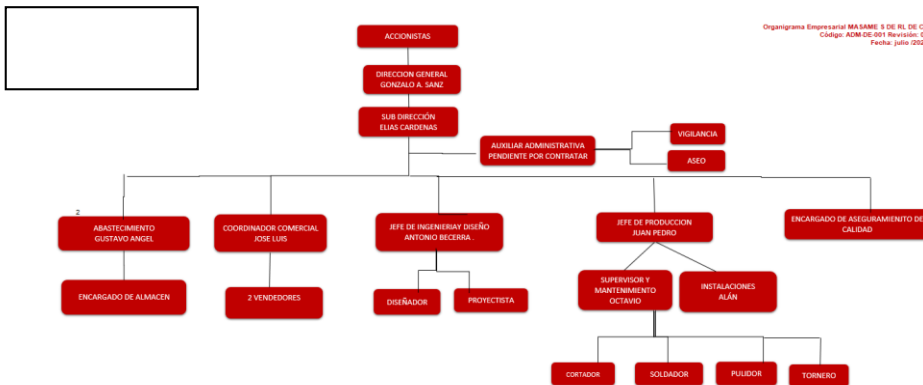 Organigrama Empresarial MASAME S DE RL DE C
Código: ADM-DE-001 Revisión: 0
Fecha: julio /202
ACCIONISTAS
DIRECCION GENERAL
GONZALO A. SANZ
SUB DIRECCIÓN
ELIAS CARDENAS
AUXILIAR ADMINISTRATIVA
PENDIENTE POR CONTRATAR
VIGILANCIA
ASEO
2
ABASTECIMIENTO
GUSTAVO ANGEL
COORDINADOR COMERCIAL
JOSE LUIS
JEFE DE INGENIERIAY DISEÑO
ANTONIO BECERRA .
JEFE DE PRODUCCION
JUAN PEDRO
ENCARGADO DE ASEGURAMIENJTO DE
CALIDAD
ENCARGADO DE ALMACEN
2 VENDEDORES
DISEÑADOR
PROYECTISTA
SUPERVISOR Y
MANTENIMIENTO
OCTAVIO
INSTALACIONES
ALÁN
CORTADOR
SOLDADOR
PULIDOR
TORNERO